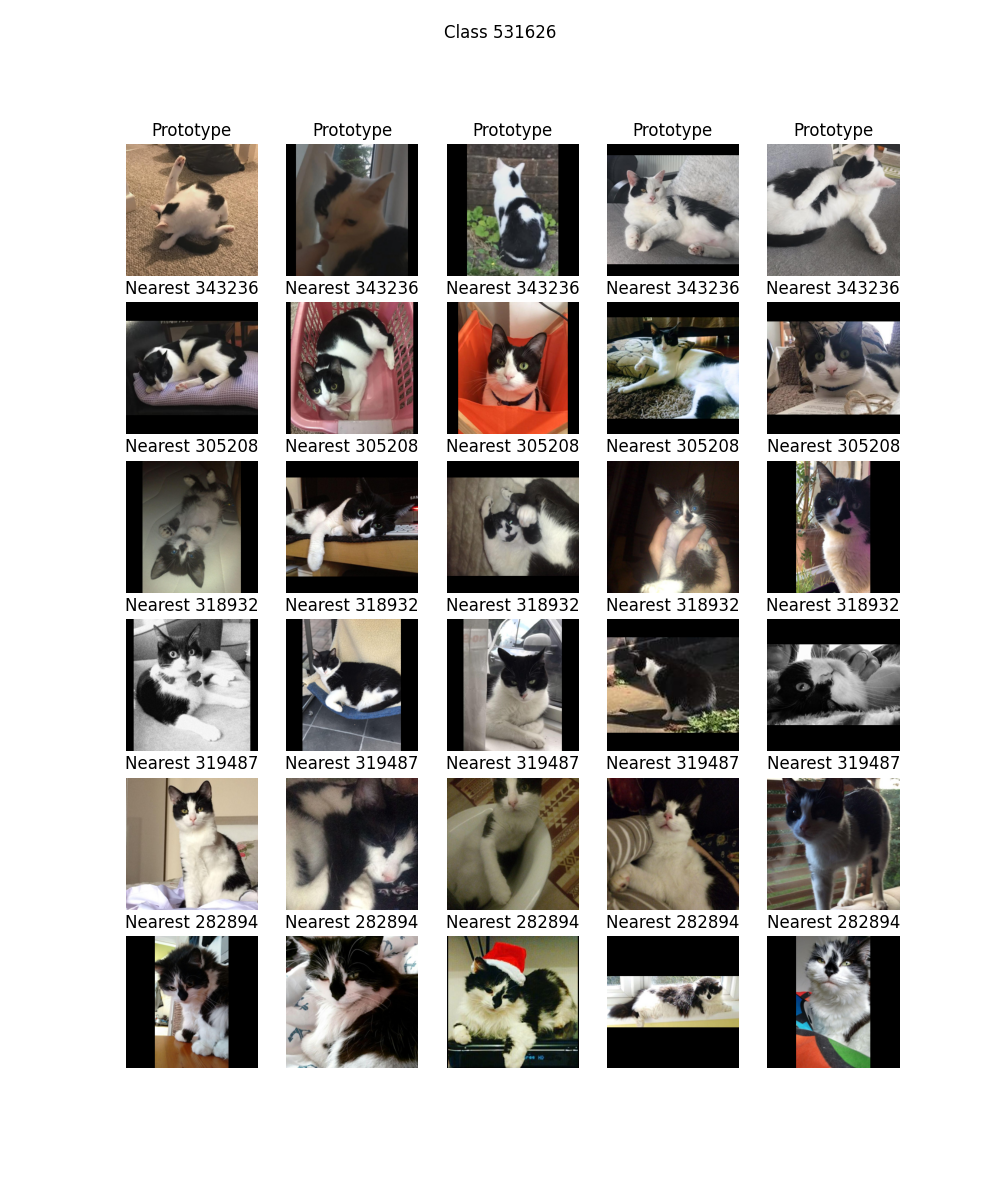 Class 531626
Prototype Prototype Prototype Prototype Prototype
Nearest 343236 Nearest 343236 Nearest 343236 Nearest 343236 Nearest 343236
Nearest 305208 Nearest 305208 Nearest 305208 Nearest 305208 Nearest 305208
Nearest 318932 Nearest 318932 Nearest 318932 Nearest 318932 Nearest 318932
Nearest 319487 Nearest 319487 Nearest 319487 Nearest 319487 Nearest 319487
Nearest 282894 Nearest 282894 Nearest 282894 Nearest 282894 Nearest 282894